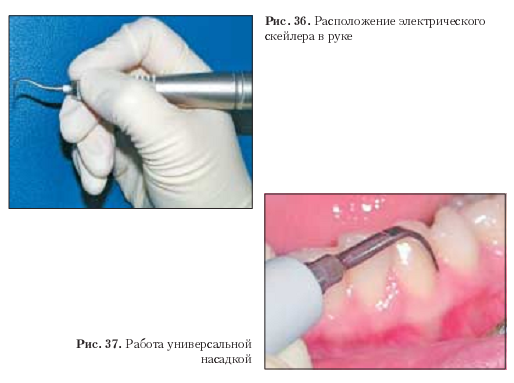 Рис. 36. Расположение электрического
скейлера в руке
Рис. 37. Работа универсальной
насадкой